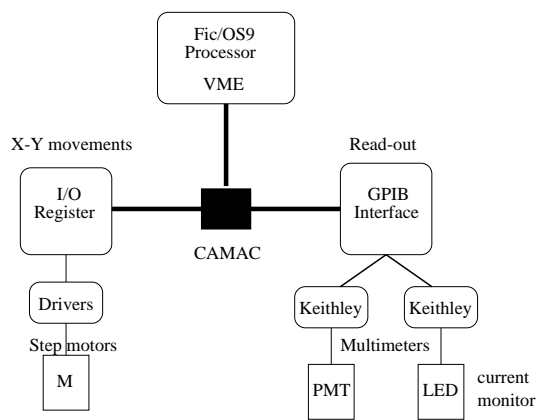 Fic/OS9
Processor
VME
X-Y movements
Read-out
I/O
Register
GPIB
Interface
CAMAC
Drivers
Keithley
Keithley
Step motors
Multimeters
M
PMT
LED
current
monitor